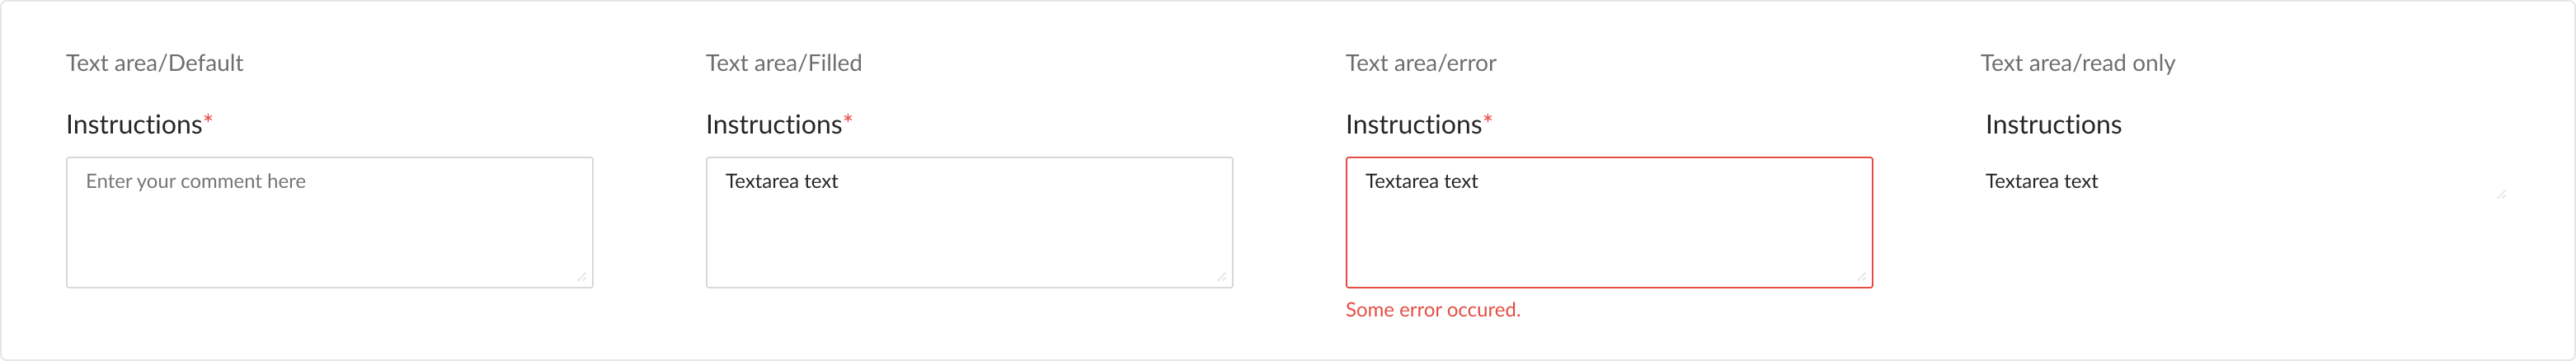 Text area/Default
Instructions*
Enter your comment here
Text area/Filled
Instructions*
Textarea text
Text area/error
Instructions*
Textarea text
Some error occured.
Text area/read only
Instructions
Textarea text